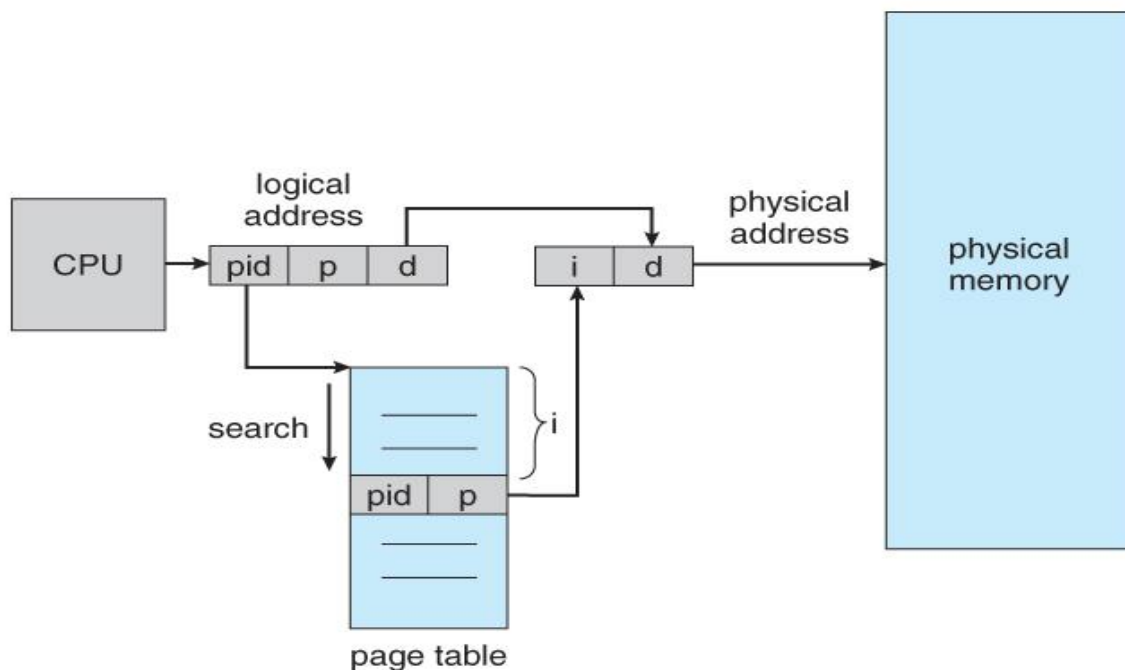 CPU
logical
address
pid p d
i d
physical
address
physical
memory
search
i
pid p
page table